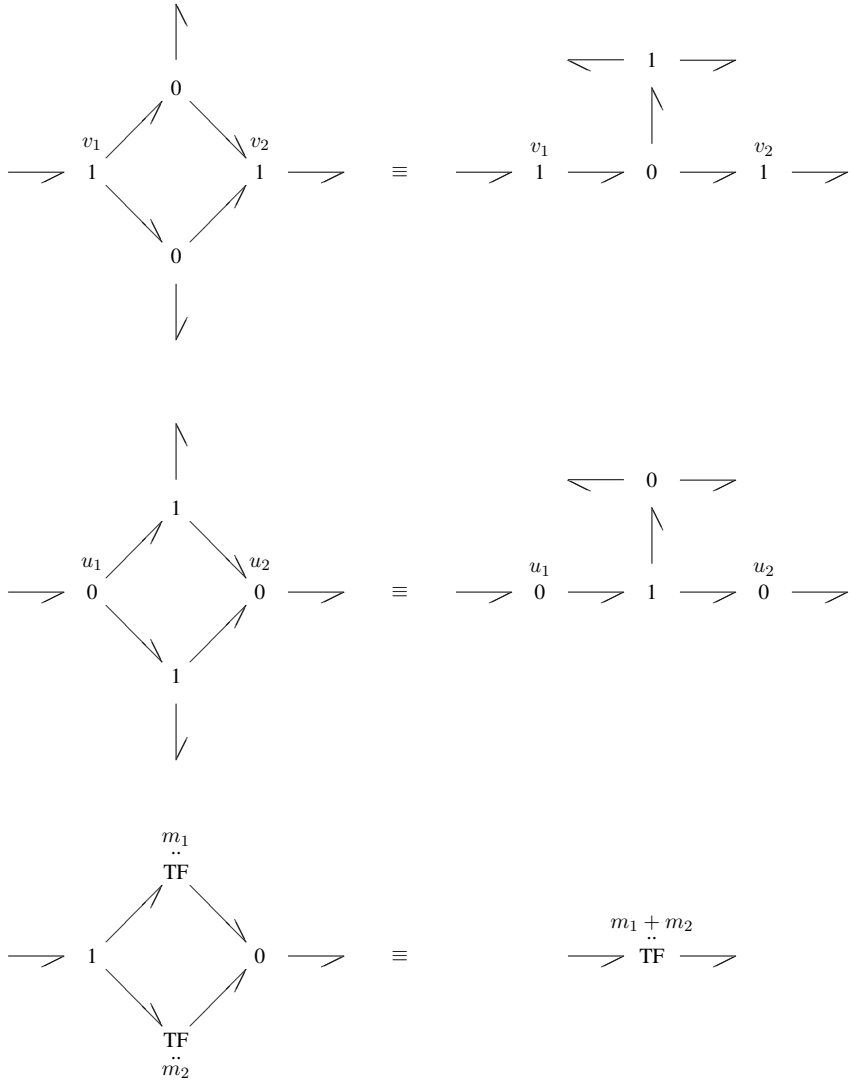 0 1
v₁ v₂ v₁ v₂
1 1 ≡ 1 0 1
0
1 0
u₁ u₂ u₁ u₂
0 0 ≡ 0 1 0
1
m₁
..
TF
m₁ + m₂
..
1 0 ≡ TF
TF
..
m₂